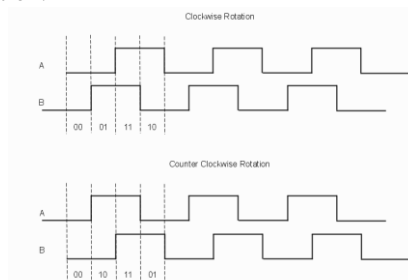 Clockwise Rotation
A
B
00 01 11 10
Counter Clockwise Rotation
A
B
00 10 11 01